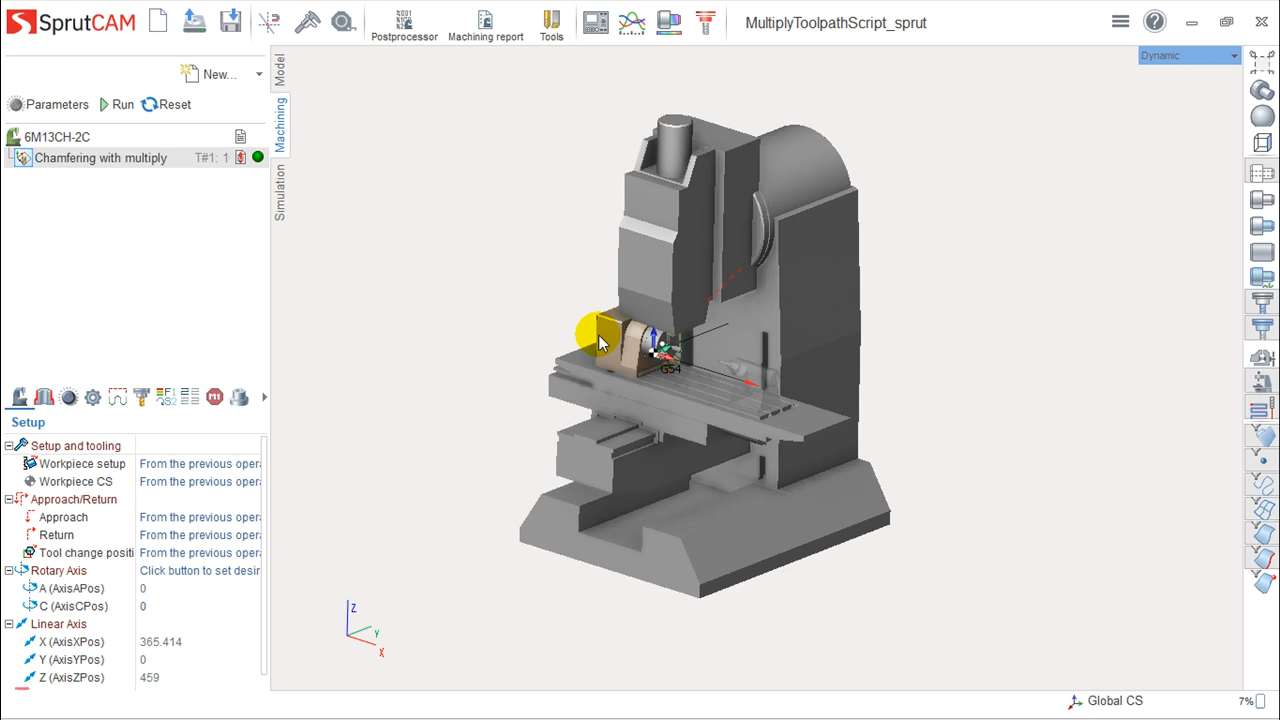 SprutCAM
Postprocessor
Machining report
Tools
MultiplyToolpathScript_sprut
New...
Parameters
Run
Reset
6M13CH-2C
Chamfering with multiply
T#1: 1
Model
Machining
Simulation
Dynamic
G54
Setup
Setup and tooling
Workpiece setup From the previous oper
Workpiece CS From the previous oper
Approach/Return
Approach From the previous oper
Return From the previous oper
Tool change positi From the previous oper
Rotary Axis Click button to set desir
A (AxisAPos) 0
C (AxisCPos) 0
Linear Axis
X (AxisXPos) 365.414
Y (AxisYPos) 0
Z (AxisZPos) 459
Z
Y
X
Global CS
7%